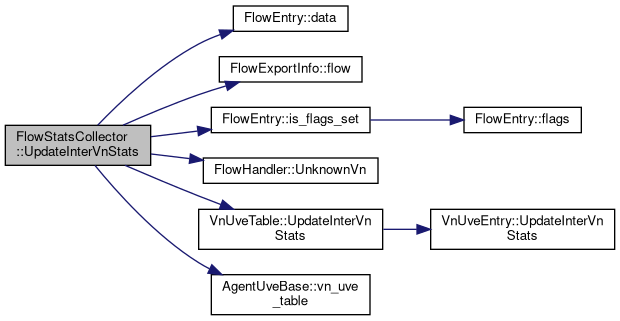 FlowEntry::data
FlowExportInfo::flow
FlowStatsCollector
::UpdateInterVnStats
FlowEntry::is_flags_set
FlowEntry::flags
FlowHandler::UnknownVn
VnUveTable::UpdateInterVn
Stats
VnUveEntry::UpdateInterVn
Stats
AgentUveBase::vn_uve
_table